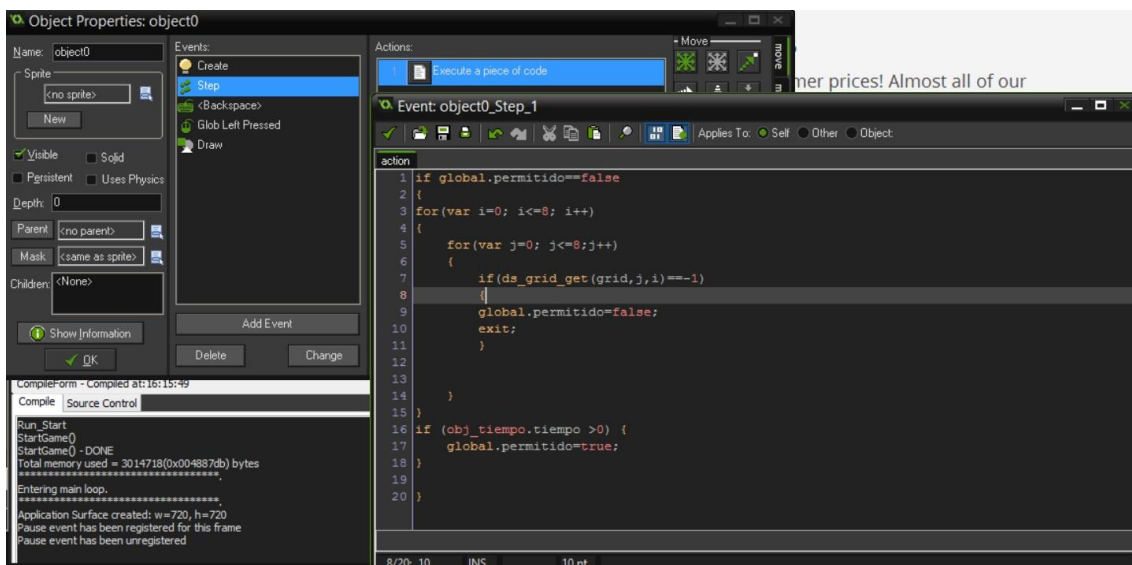 Object Properties: object0
Name: object0
Sprite
<no sprite>
New
Visible
Solid
Persistent
Uses Physics
Depth: 0
Parent
<no parent>
Mask
<same as sprite>
Children:
<None>
Show Information
OK
Events:
Create
Step
<Backspace>
Glob Left Pressed
Draw
Add Event
Delete
Change
Actions:
1
Execute a piece of code
Move
move
mer prices! Almost all of our
Event: object0_Step_1
Applies To:
Self
Other
Object:
action
1 if global.permitido==false
2 {
3 for(var i=0; i<=8; i++)
4 {
5 for(var j=0; j<=8;j++)
6 {
7 if(ds_grid_get(grid,j,i)==-1)
8 {
9 global.permitido=false;
10 exit;
11 }
12
13
14 }
15 }
16 if (obj_tiempo.tiempo >0) {
17 global.permitido=true;
18 }
19
20 }
8/20: 10
INS
10 pt
CompileForm - Compiled at: 16:15:49
Compile
Source Control
Run_Start
StartGame()
StartGame() - DONE
Total memory used = 3014718(0x004887db) bytes
***********************************.
Entering main loop.
***********************************.
Application Surface created: w=720, h=720
Pause event has been registered for this frame
Pause event has been unregistered